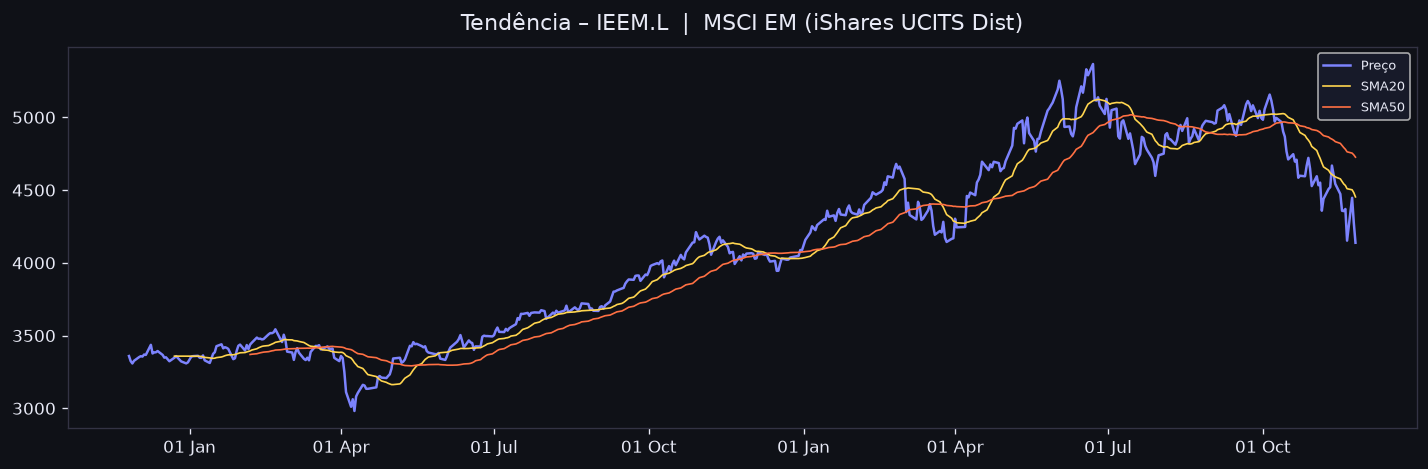 Tendência – IEEM.L | MSCI EM (iShares UCITS Dist)
Preço
SMA20
SMA50
5000
4500
4000
3500
3000
01 Jan
01 Apr
01 Jul
01 Oct
01 Jan
01 Apr
01 Jul
01 Oct